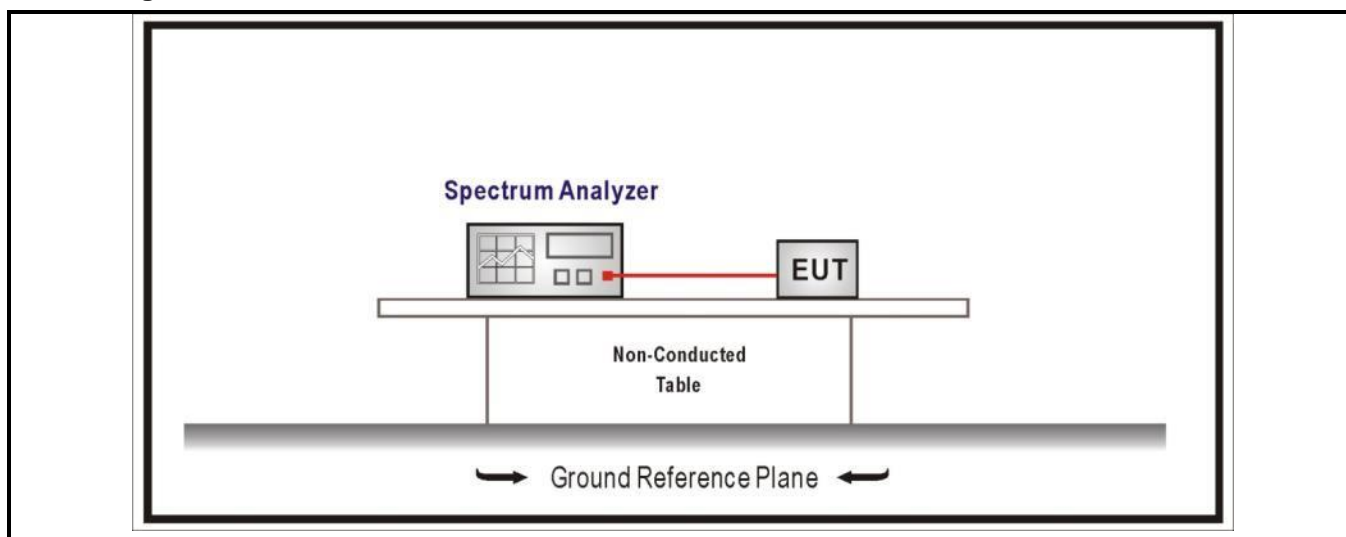 Spectrum Analyzer
EUT
Non-Conducted
Table
Ground Reference Plane